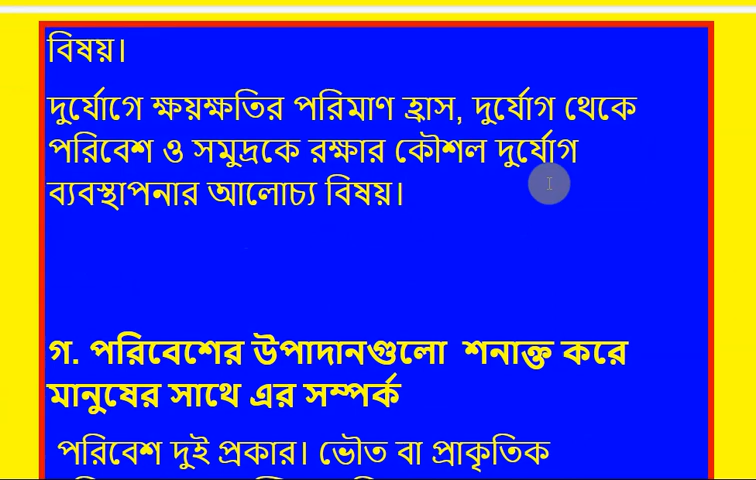 বিষয়।
দুর্যোগে ক্ষয়ক্ষতির পরিমাণ হ্রাস, দুর্যোগ থেকে
পরিবেশ ও সমুদ্রকে রক্ষার কৌশল দুর্যোগ
ব্যবস্থাপনার আলোচ্য বিষয়।
গ. পরিবেশের উপাদানগুলো শনাক্ত করে
মানুষের সাথে এর সম্পর্ক
পরিবেশ দুই প্রকার। ভৌত বা প্রাকৃতিক